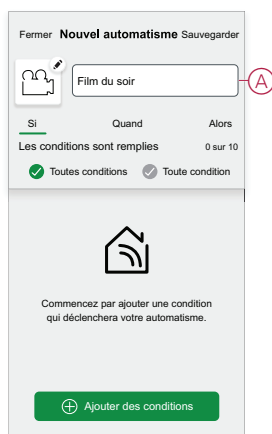 Fermer Nouvel automatisme Sauvegarder
Film du soir
A
Si Quand Alors
Les conditions sont remplies 0 sur 10
Toutes conditions Toute condition
Commencez par ajouter une condition
qui déclenchera votre automatisme.
Ajouter des conditions